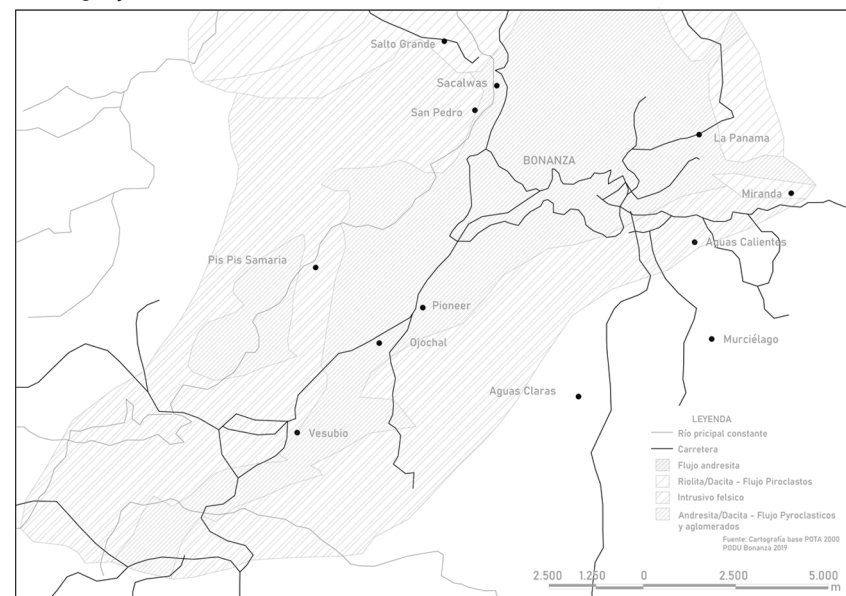 Salto Grande
Sacalwas
San Pedro
La Panama
BONANZA
Miranda
Aguas Calientes
Pis Pis Samaria
Pioneer
Ojochal
Murciélago
Aguas Claras
Vesubio
LEYENDA
Río pricipal constante
Carretera
Flujo andresita
Riolita/Dacita - Flujo Piroclastos
Intrusivo felsico
Andresita/Dacita - Flujo Pyroclasticos
y aglomerados
Fuente: Cartografía base POTA 2000
PODU Bonanza 2019
2.500 1.250 0 2.500 5.000
m